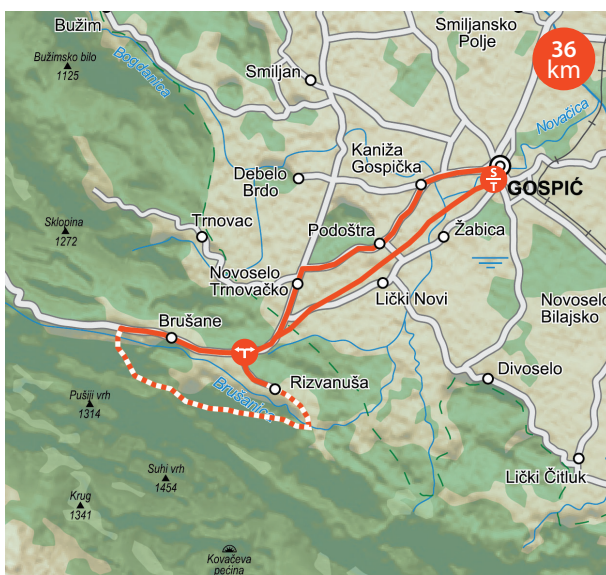 Bužim
Smiljansko
Polje
36
km
Bužimsko bilo
1125
Bogdanica
Smiljan
Novačica
Kaniža
Gospička
Debelo
Brdo
S
T
GOSPIĆ
Sklopina
1272
Trnovac
Podoštra
Žabica
Novoselo
Trnovačko
Lički Novi
Novoselo
Bilajsko
Brušane
T
Rizvanuša
Brušanica
Divoselo
Pušiji vrh
1314
Suhi vrh
1454
Lički Čitluk
Krug
1341
Kovačeva
pećina